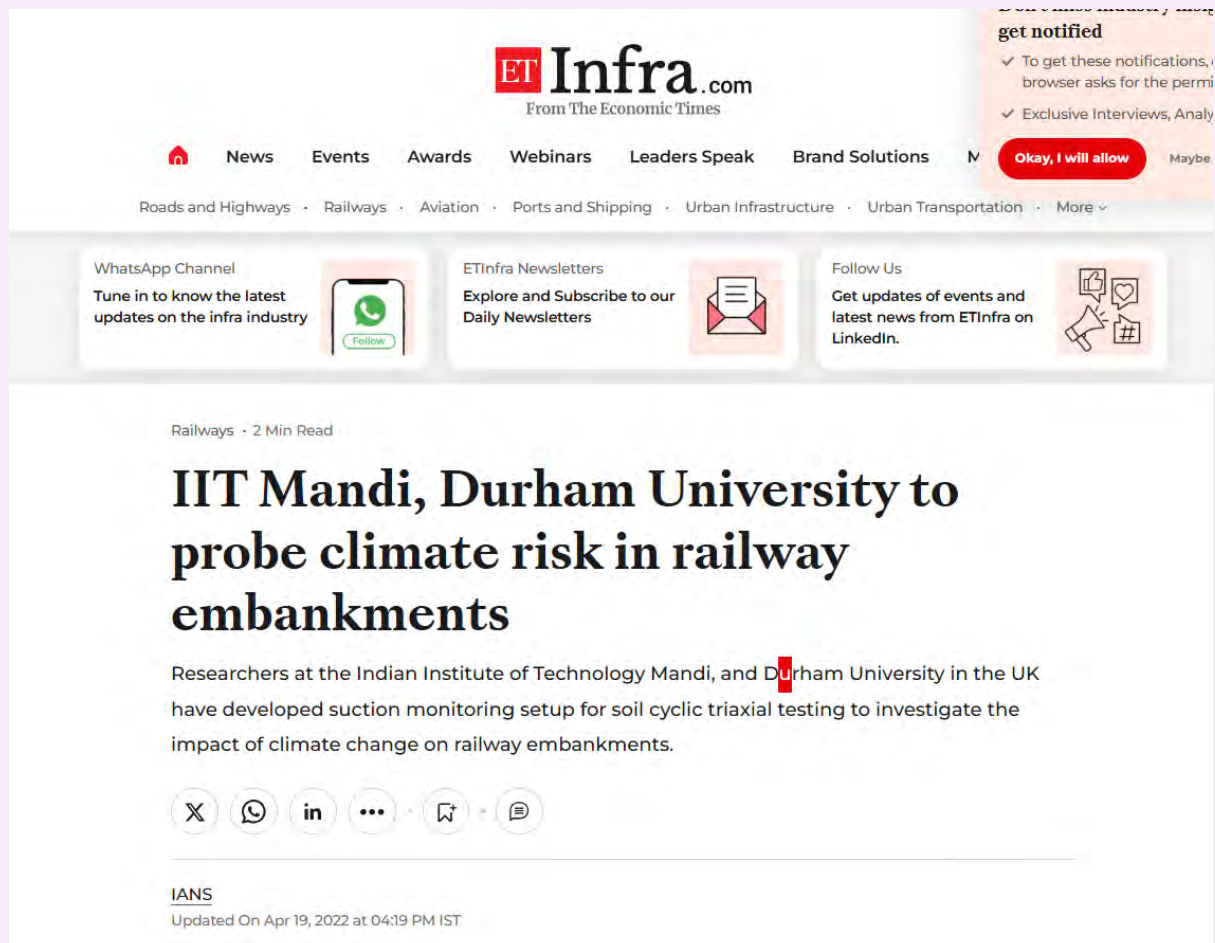 Don't miss industry
get notified
To get these notifications,
browser asks for the
Exclusive Interviews,
Okay, I will allow
Maybe
ET Infra.com
From The Economic Times
News Events Awards Webinars Leaders Speak Brand Solutions
Roads and Highways · Railways · Aviation · Ports and Shipping · Urban Infrastructure · Urban Transportation · More
WhatsApp Channel
Tune in to know the latest
updates on the infra industry
Follow
ETInfra Newsletters
Explore and Subscribe to our
Daily Newsletters
Follow Us
Get updates of events and
latest news from ETInfra on
LinkedIn.
#
Railways · 2 Min Read
IIT Mandi, Durham University to
probe climate risk in railway
embankments
Researchers at the Indian Institute of Technology Mandi, and Durham University in the UK
have developed suction monitoring setup for soil cyclic triaxial testing to investigate the
impact of climate change on railway embankments.
X in
IANS
Updated On Apr 19, 2022 at 04:19 PM IST